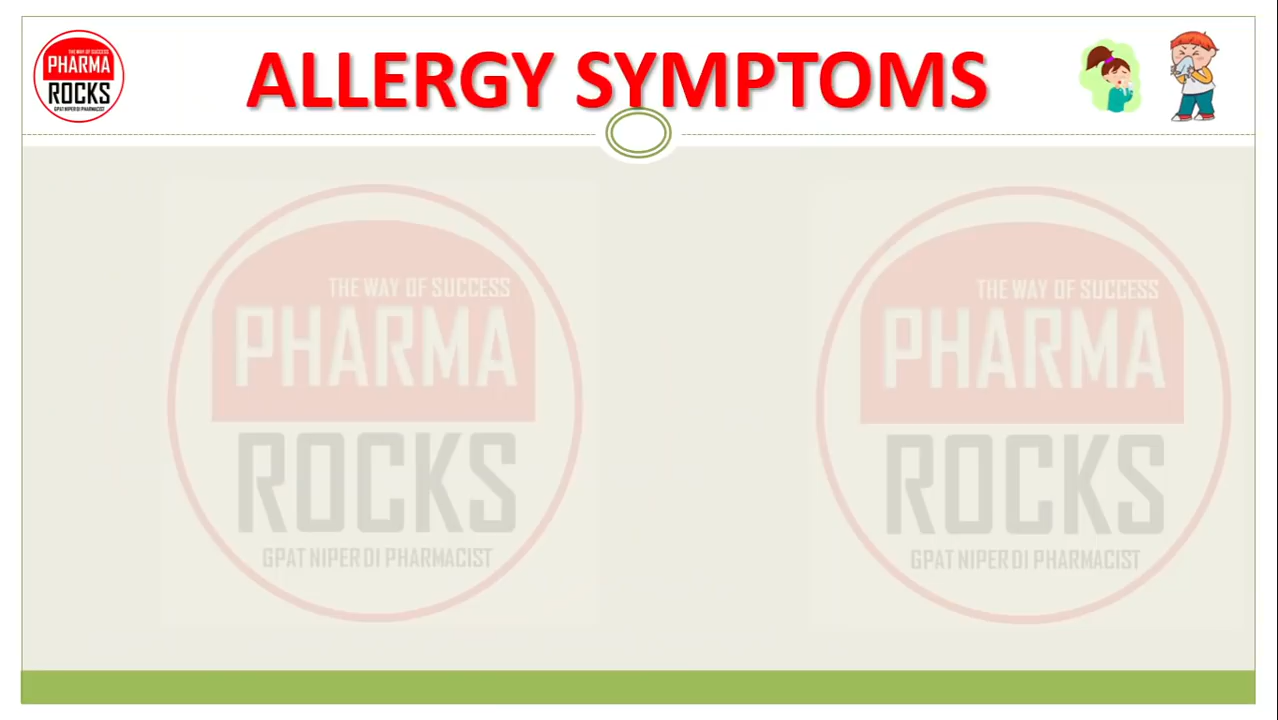 THE WAY OF SUCCESS
PHARMA
ROCKS
GPAT NIPER DI PHARMACIST
ALLERGY SYMPTOMS
THE WAY OF SUCCESS
PHARMA
ROCKS
GPAT NIPER DI PHARMACIST
THE WAY OF SUCCESS
PHARMA
ROCKS
GPAT NIPER DI PHARMACIST